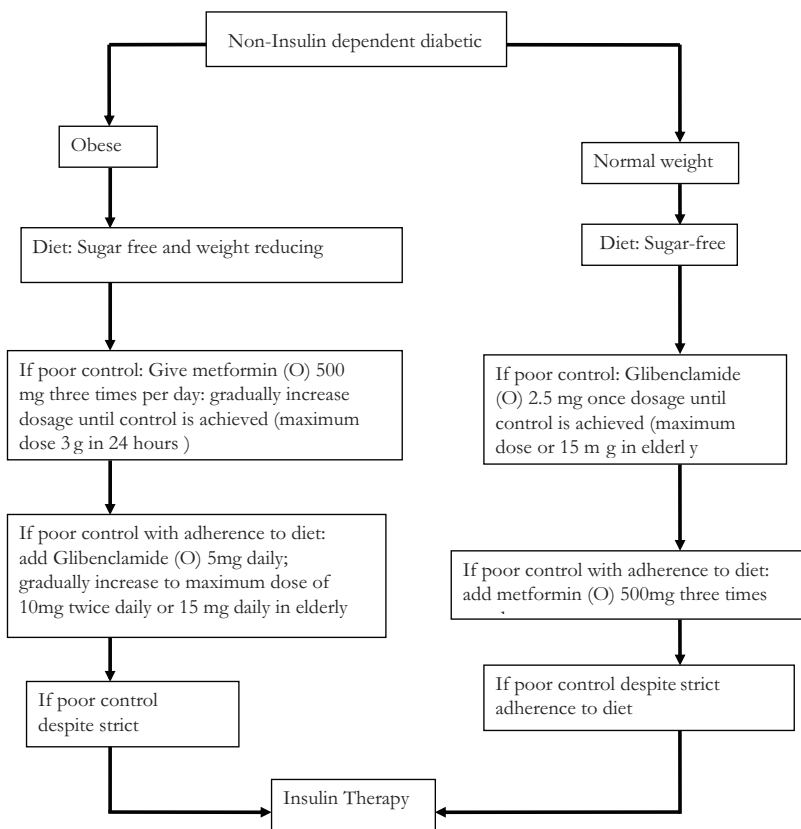 Non-Insulin dependent diabetic
Obese
Normal weight
Diet: Sugar free and weight reducing
Diet: Sugar-free
If poor control: Give metformin (O) 500
mg three times per day: gradually increase
dosage until control is achieved (maximum
dose 3 g in 24 hours )
If poor control: Glibenclamide
(O) 2.5 mg once dosage until
control is achieved (maximum
dose or 15 m g in elderl y
If poor control with adherence to diet:
add Glibenclamide (O) 5mg daily;
gradually increase to maximum dose of
10mg twice daily or 15 mg daily in elderly
If poor control with adherence to diet:
add metformin (O) 500mg three times
If poor control
despite strict
If poor control despite strict
adherence to diet
Insulin Therapy